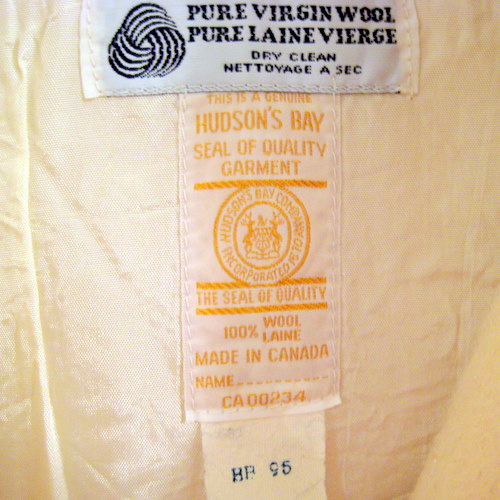 PURE VIRGIN WOOL
PURE LAINE VIERGE
DRY CLEAN
NETTOYAGE A SEC
THIS IS A GENUINE
HUDSON'S BAY
SEAL OF QUALITY
GARMENT
HUDSON'S BAY COMPANY
INCORPORATED 1670
THE SEAL OF QUALITY
100% WOOL
LAINE
MADE IN CANADA
NAME
CA00234
95